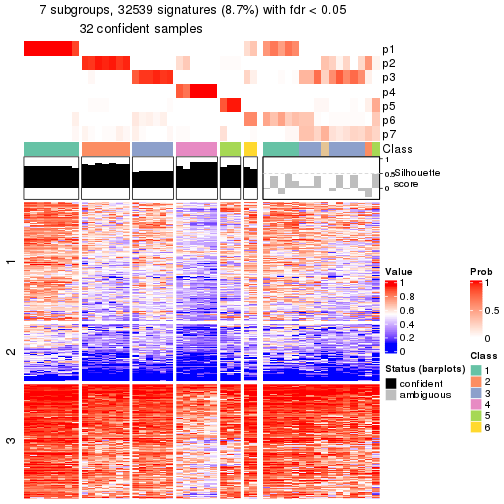 7 subgroups, 32539 signatures (8.7%) with fdr < 0.05
32 confident samples
p1
p2
p3
p4
p5
p6
p7
Class
1
0.5
0
Silhouette
score
1
2
3
Value
1
0.8
0.6
0.4
0.2
0
Status (barplots)
confident
ambiguous
Prob
1
0.5
0
Class
1
2
3
4
5
6